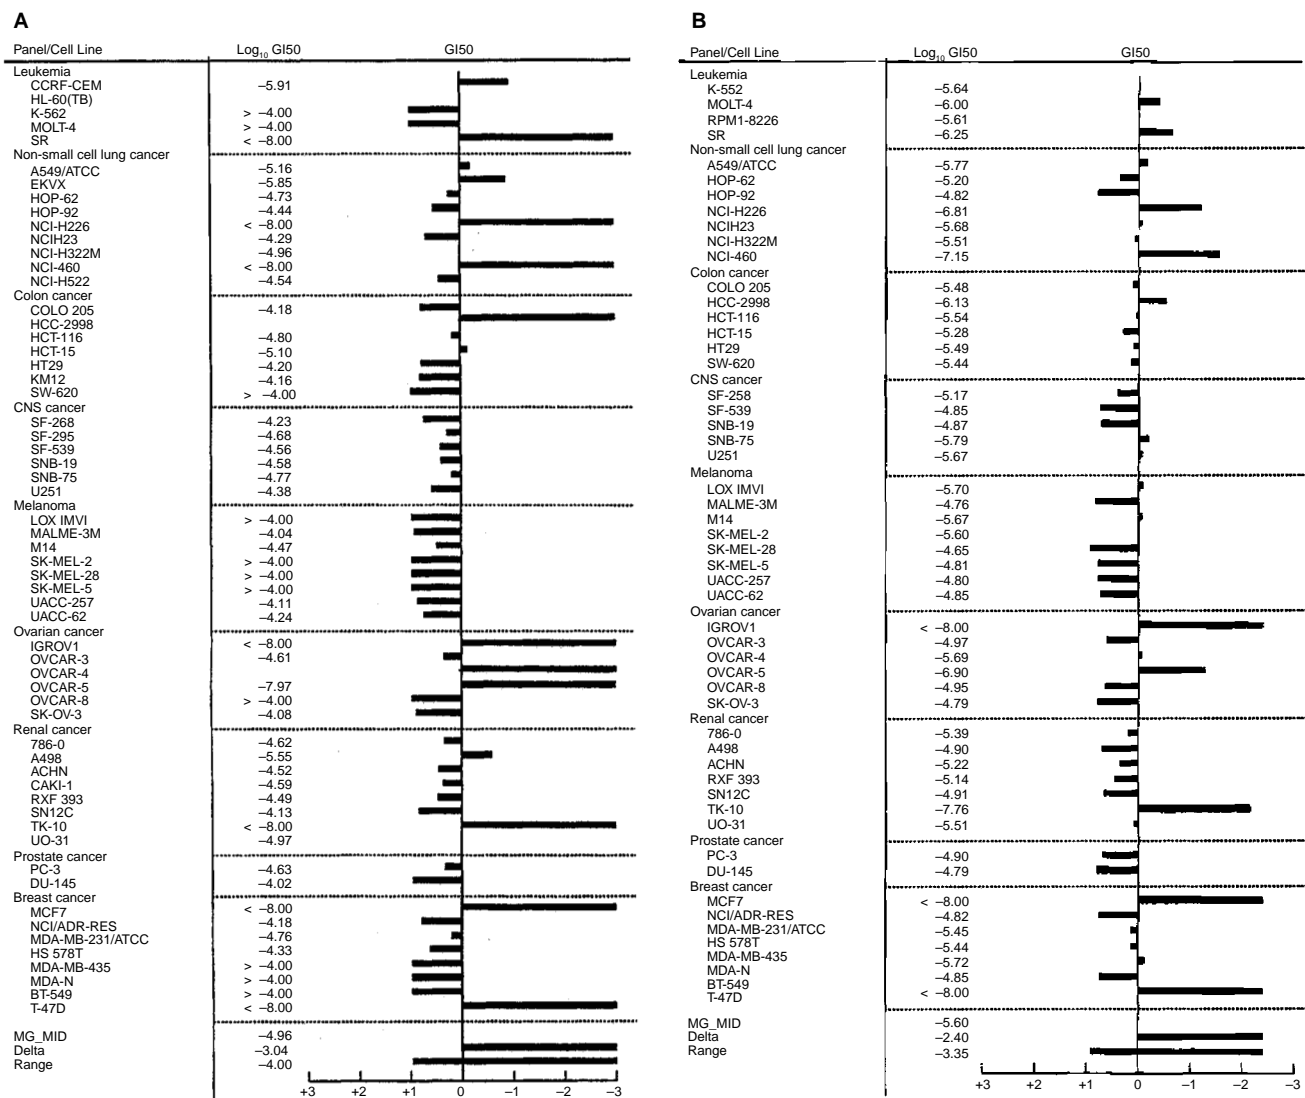 A
Panel/Cell Line Log10 GI50 GI50
Leukemia
CCRF-CEM –5.91
HL-60(TB)
K-562 > –4.00
MOLT-4 > –4.00
SR < –8.00
Non-small cell lung cancer
A549/ATCC –5.16
EKVX –5.85
HOP-62 –4.73
HOP-92 –4.44
NCI-H226 < –8.00
NCIH23 –4.29
NCI-H322M –4.96
NCI-460 < –8.00
NCI-H522 –4.54
Colon cancer
COLO 205 –4.18
HCC-2998
HCT-116 –4.80
HCT-15 –5.10
HT29 –4.20
KM12 –4.16
SW-620 > –4.00
CNS cancer
SF-268 –4.23
SF-295 –4.68
SF-539 –4.56
SNB-19 –4.58
SNB-75 –4.77
U251 –4.38
Melanoma
LOX IMVI > –4.00
MALME-3M –4.04
M14 –4.47
SK-MEL-2 > –4.00
SK-MEL-28 > –4.00
SK-MEL-5 > –4.00
UACC-257 –4.11
UACC-62 –4.24
Ovarian cancer
IGROV1 < –8.00
OVCAR-3 –4.61
OVCAR-4
OVCAR-5 –7.97
OVCAR-8 > –4.00
SK-OV-3 –4.08
Renal cancer
786-0 –4.62
A498 –5.55
ACHN –4.52
CAKI-1 –4.59
RXF 393 –4.49
SN12C –4.13
TK-10 < –8.00
UO-31 –4.97
Prostate cancer
PC-3 –4.63
DU-145 –4.02
Breast cancer
MCF7 < –8.00
NCI/ADR-RES –4.18
MDA-MB-231/ATCC –4.76
HS 578T –4.33
MDA-MB-435 > –4.00
MDA-N > –4.00
BT-549 > –4.00
T-47D < –8.00
MG_MID –4.96
Delta –3.04
Range –4.00
+3 +2 +1 0 –1 –2 –3
B
Panel/Cell Line Log10 GI50 GI50
Leukemia
K-552 –5.64
MOLT-4 –6.00
RPM1-8226 –5.61
SR –6.25
Non-small cell lung cancer
A549/ATCC –5.77
HOP-62 –5.20
HOP-92 –4.82
NCI-H226 –6.81
NCIH23 –5.68
NCI-H322M –5.51
NCI-460 –7.15
Colon cancer
COLO 205 –5.48
HCC-2998 –6.13
HCT-116 –5.54
HCT-15 –5.28
HT29 –5.49
SW-620 –5.44
CNS cancer
SF-258 –5.17
SF-539 –4.85
SNB-19 –4.87
SNB-75 –5.79
U251 –5.67
Melanoma
LOX IMVI –5.70
MALME-3M –4.76
M14 –5.67
SK-MEL-2 –5.60
SK-MEL-28 –4.65
SK-MEL-5 –4.81
UACC-257 –4.80
UACC-62 –4.85
Ovarian cancer
IGROV1 < –8.00
OVCAR-3 –4.97
OVCAR-4 –5.69
OVCAR-5 –6.90
OVCAR-8 –4.95
SK-OV-3 –4.79
Renal cancer
786-0 –5.39
A498 –4.90
ACHN –5.22
RXF 393 –5.14
SN12C –4.91
TK-10 –7.76
UO-31 –5.51
Prostate cancer
PC-3 –4.90
DU-145 –4.79
Breast cancer
MCF7 < –8.00
NCI/ADR-RES –4.82
MDA-MB-231/ATCC –5.45
HS 578T –5.44
MDA-MB-435 –5.72
MDA-N –4.85
BT-549
T-47D < –8.00
MG_MID –5.60
Delta –2.40
Range –3.35
+3 +2 +1 0 –1 –2 –3